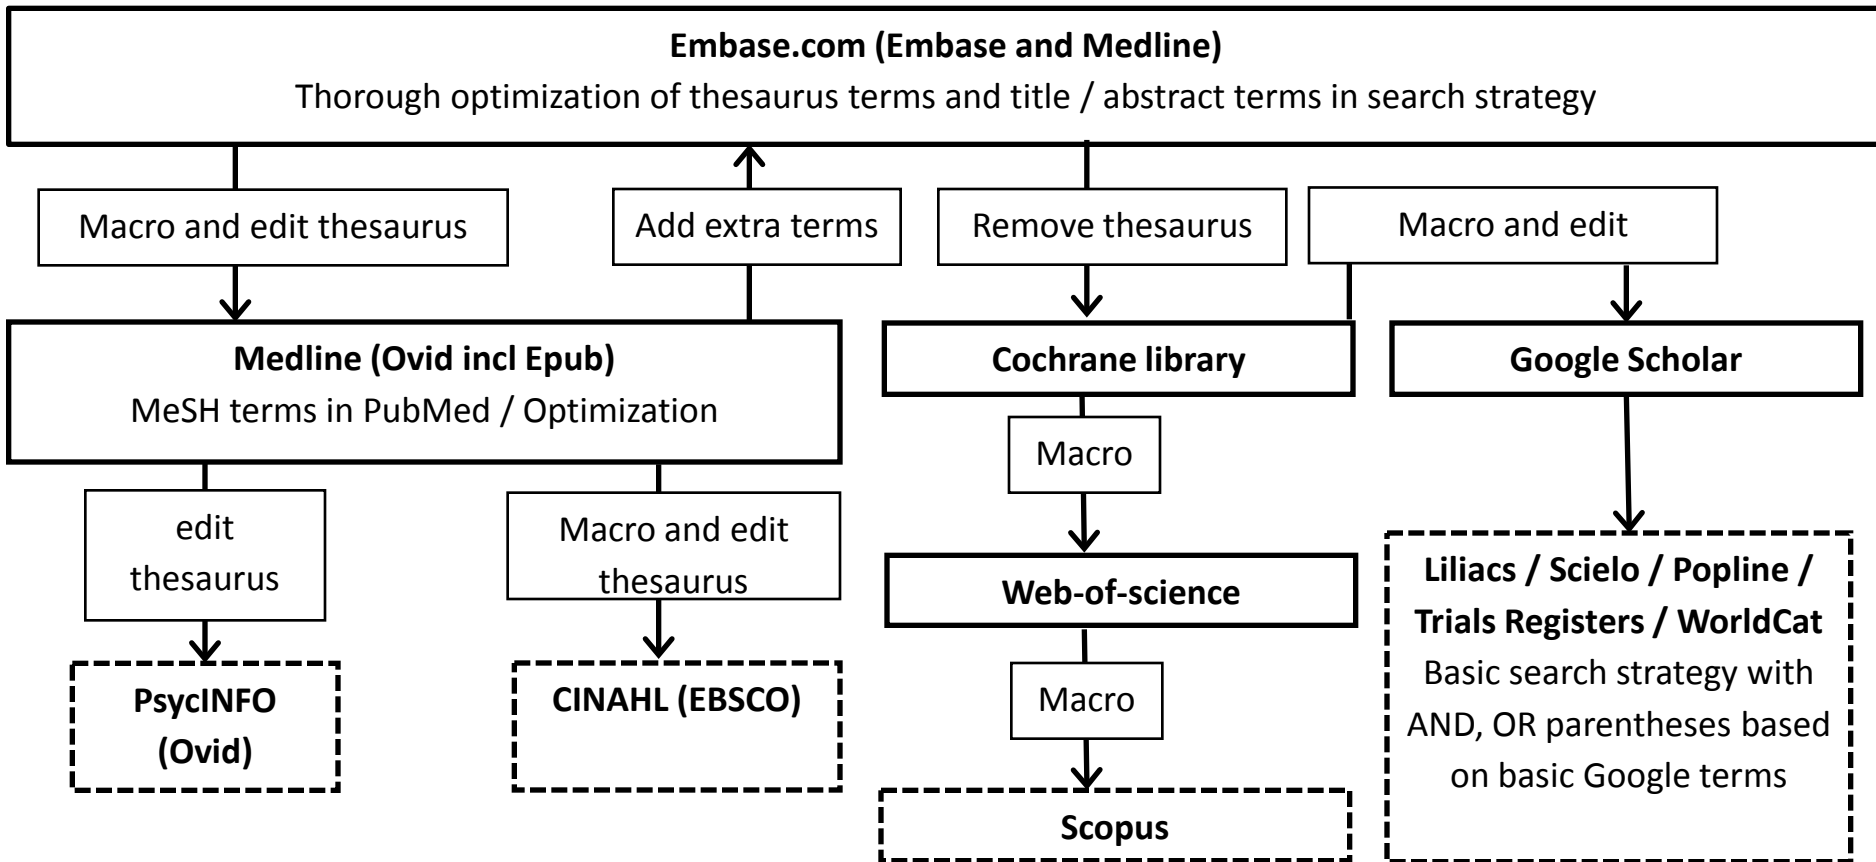 Embase.com (Embase and Medline)
Thorough optimization of thesaurus terms and title / abstract terms in search strategy
Macro and edit thesaurus
Add extra terms
Remove thesaurus
Macro and edit
Medline (Ovid incl Epub)
MeSH terms in PubMed / Optimization
Cochrane library
Google Scholar
Macro
edit
thesaurus
Macro and edit
thesaurus
Web-of-science
Liliacs / Scielo / Popline /
Trials Registers / WorldCat
Basic search strategy with
AND, OR parentheses based
on basic Google terms
PsycINFO
(Ovid)
CINAHL (EBSCO)
Macro
Scopus